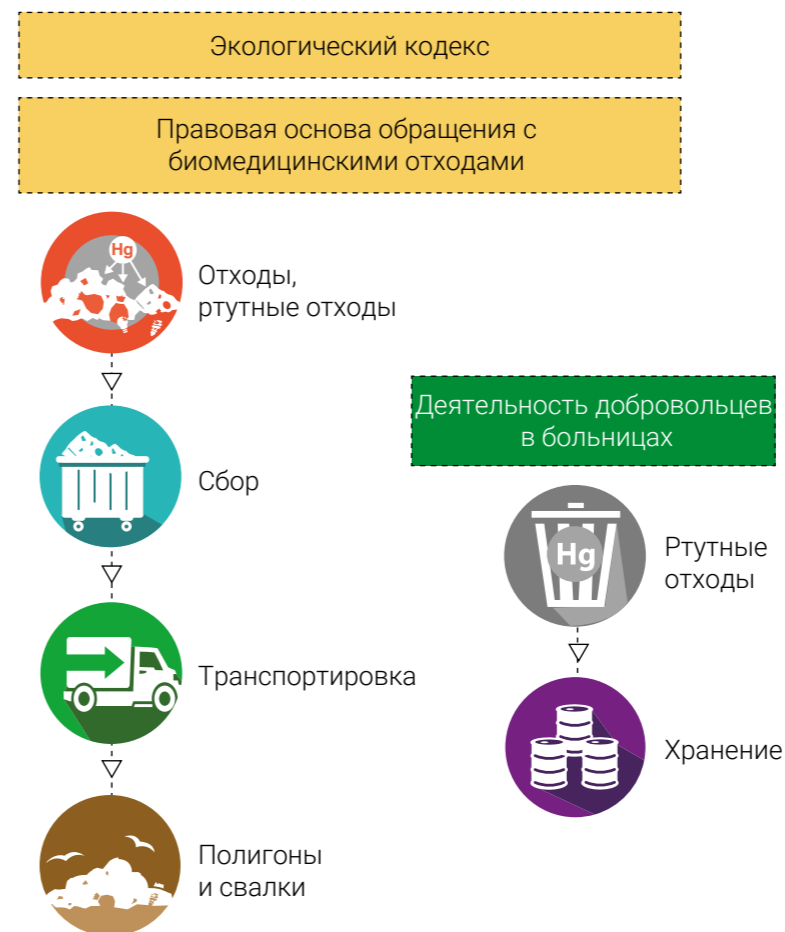 Экологический кодекс
Правовая основа обращения с
биомедицинскими отходами
Hg
Отходы,
ртутные отходы
Сбор
Транспортировка
Полигоны
и свалки
Деятельность добровольцев
в больницах
Hg
Ртутные
отходы
Хранение